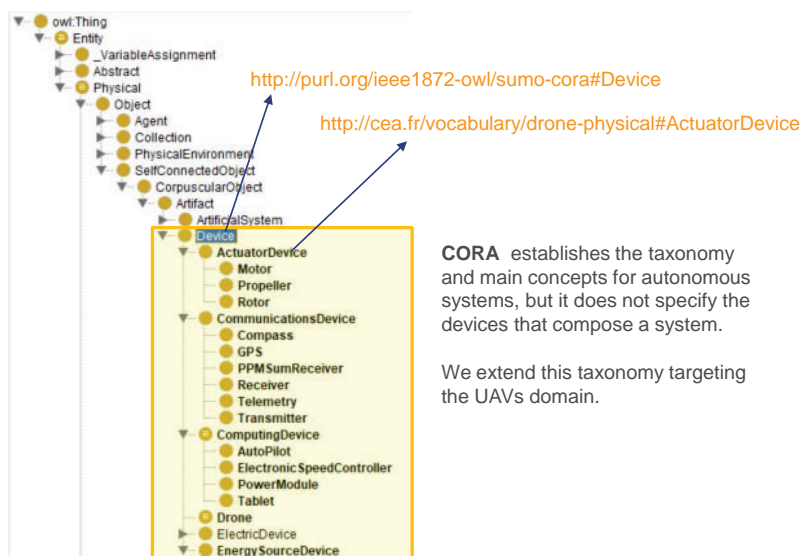 owl:Thing
Entity
_VariableAssignment
Abstract
Physical
Object
Agent
Collection
PhysicalEnvironment
SelfConnectedObject
CorpuscularObject
Artifact
ArtificialSystem
Device
ActuatorDevice
Motor
Propeller
Rotor
CommunicationsDevice
Compass
GPS
PPMSumReceiver
Receiver
Telemetry
Transmitter
ComputingDevice
AutoPilot
ElectronicSpeedController
PowerModule
Tablet
Drone
ElectricDevice
EnergySourceDevice
http://purl.org/ieee1872-owl/sumo-cora#Device
http://cea.fr/vocabulary/drone-physical#ActuatorDevice
CORA establishes the taxonomy
and main concepts for autonomous
systems, but it does not specify the
devices that compose a system.
We extend this taxonomy targeting
the UAVs domain.